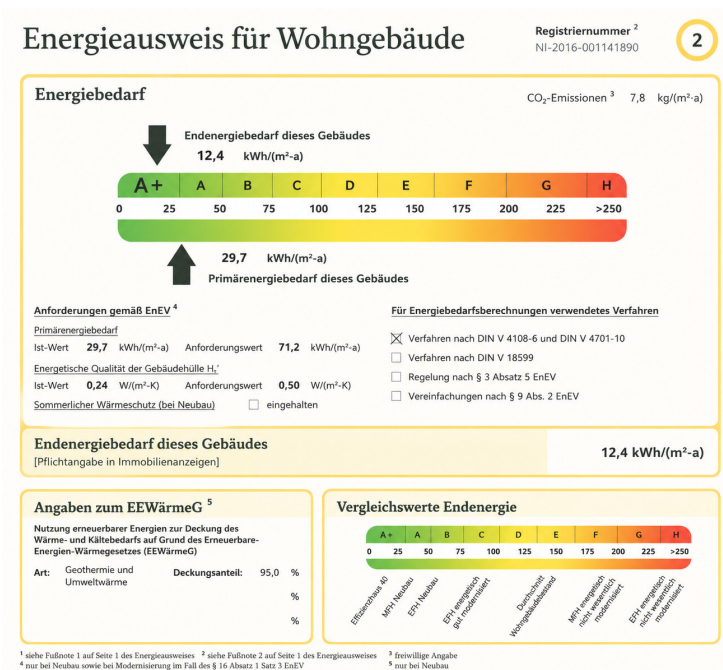 Energieausweis für Wohngebäude
Registriernummer ²
NI-2016-001141890
2
Energiebedarf
CO₂-Emissionen ³ 7,8 kg/(m²·a)
Endenergiebedarf dieses Gebäudes
12,4 kWh/(m²-a)
A+ A B C D E F G H
0 25 50 75 100 125 150 175 200 225 >250
29,7 kWh/(m²-a)
Primärenergiebedarf dieses Gebäudes
Anforderungen gemäß EnEV ⁴
Primärenergiebedarf
Ist-Wert 29,7 kWh/(m²-a) Anforderungswert 71,2 kWh/(m²-a)
Energetische Qualität der Gebäudehülle Hₜ'
Ist-Wert 0,24 W/(m²-K) Anforderungswert 0,50 W/(m²-K)
Sommerlicher Wärmeschutz (bei Neubau) eingehalten
Für Energiebedarfsberechnungen verwendetes Verfahren
Verfahren nach DIN V 4108-6 und DIN V 4701-10
Verfahren nach DIN V 18599
Regelung nach § 3 Absatz 5 EnEV
Vereinfachungen nach § 9 Abs. 2 EnEV
Endenergiebedarf dieses Gebäudes
[Pflichtangabe in Immobilienanzeigen]
12,4 kWh/(m²-a)
Angaben zum EEWärmeG ⁵
Nutzung erneuerbarer Energien zur Deckung des
Wärme- und Kältebedarfs auf Grund des Erneuerbare-
Energien-Wärmegesetzes (EEWärmeG)
Art: Geothermie und Deckungsanteil: 95,0 %
Umweltwärme
%
%
Vergleichswerte Endenergie
A+ A B C D E F G H
0 25 50 75 100 125 150 175 200 225 >250
Effizienzhaus 40
MFH Neubau
EFH Neubau
EFH energetisch
gut modernisiert
Durchschnitt
Wohngebäudebestand
MFH energetisch
nicht wesentlich
modernisiert
EFH energetisch
nicht wesentlich
modernisiert
¹ siehe Fußnote 1 auf Seite 1 des Energieausweises ² siehe Fußnote 2 auf Seite 1 des Energieausweises ³ freiwillige Angabe
⁴ nur bei Neubau sowie bei Modernisierung im Fall des § 16 Absatz 1 Satz 3 EnEV ⁵ nur bei Neubau